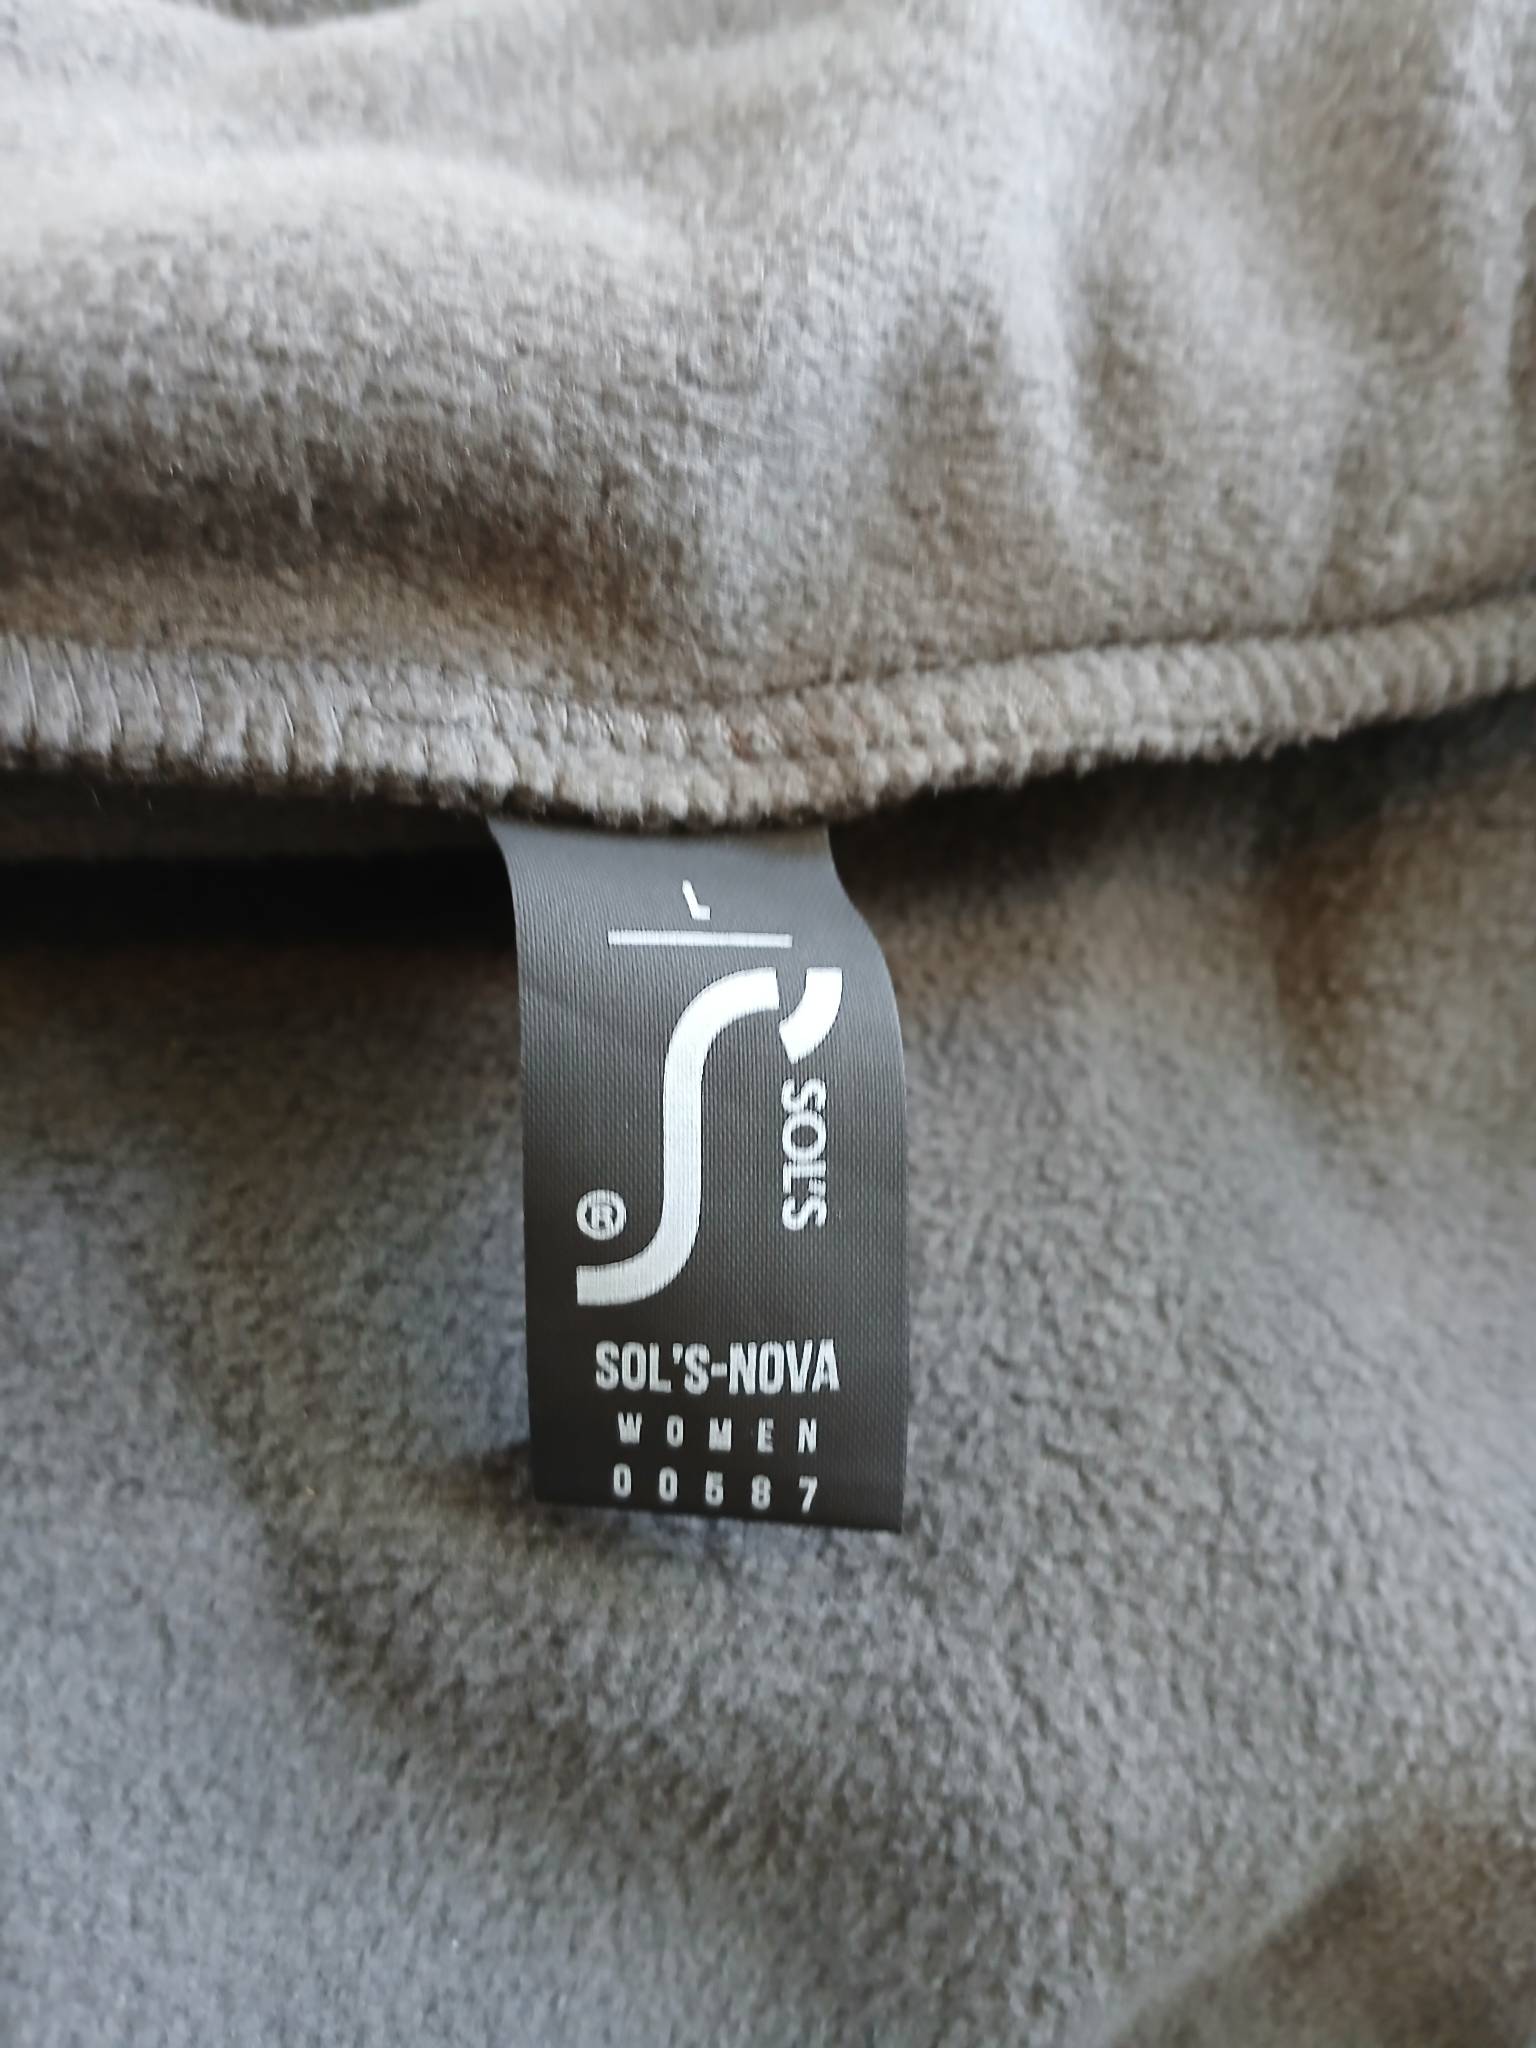 L
SOL'S
®
SOL'S-NOVA
WOMEN
00587